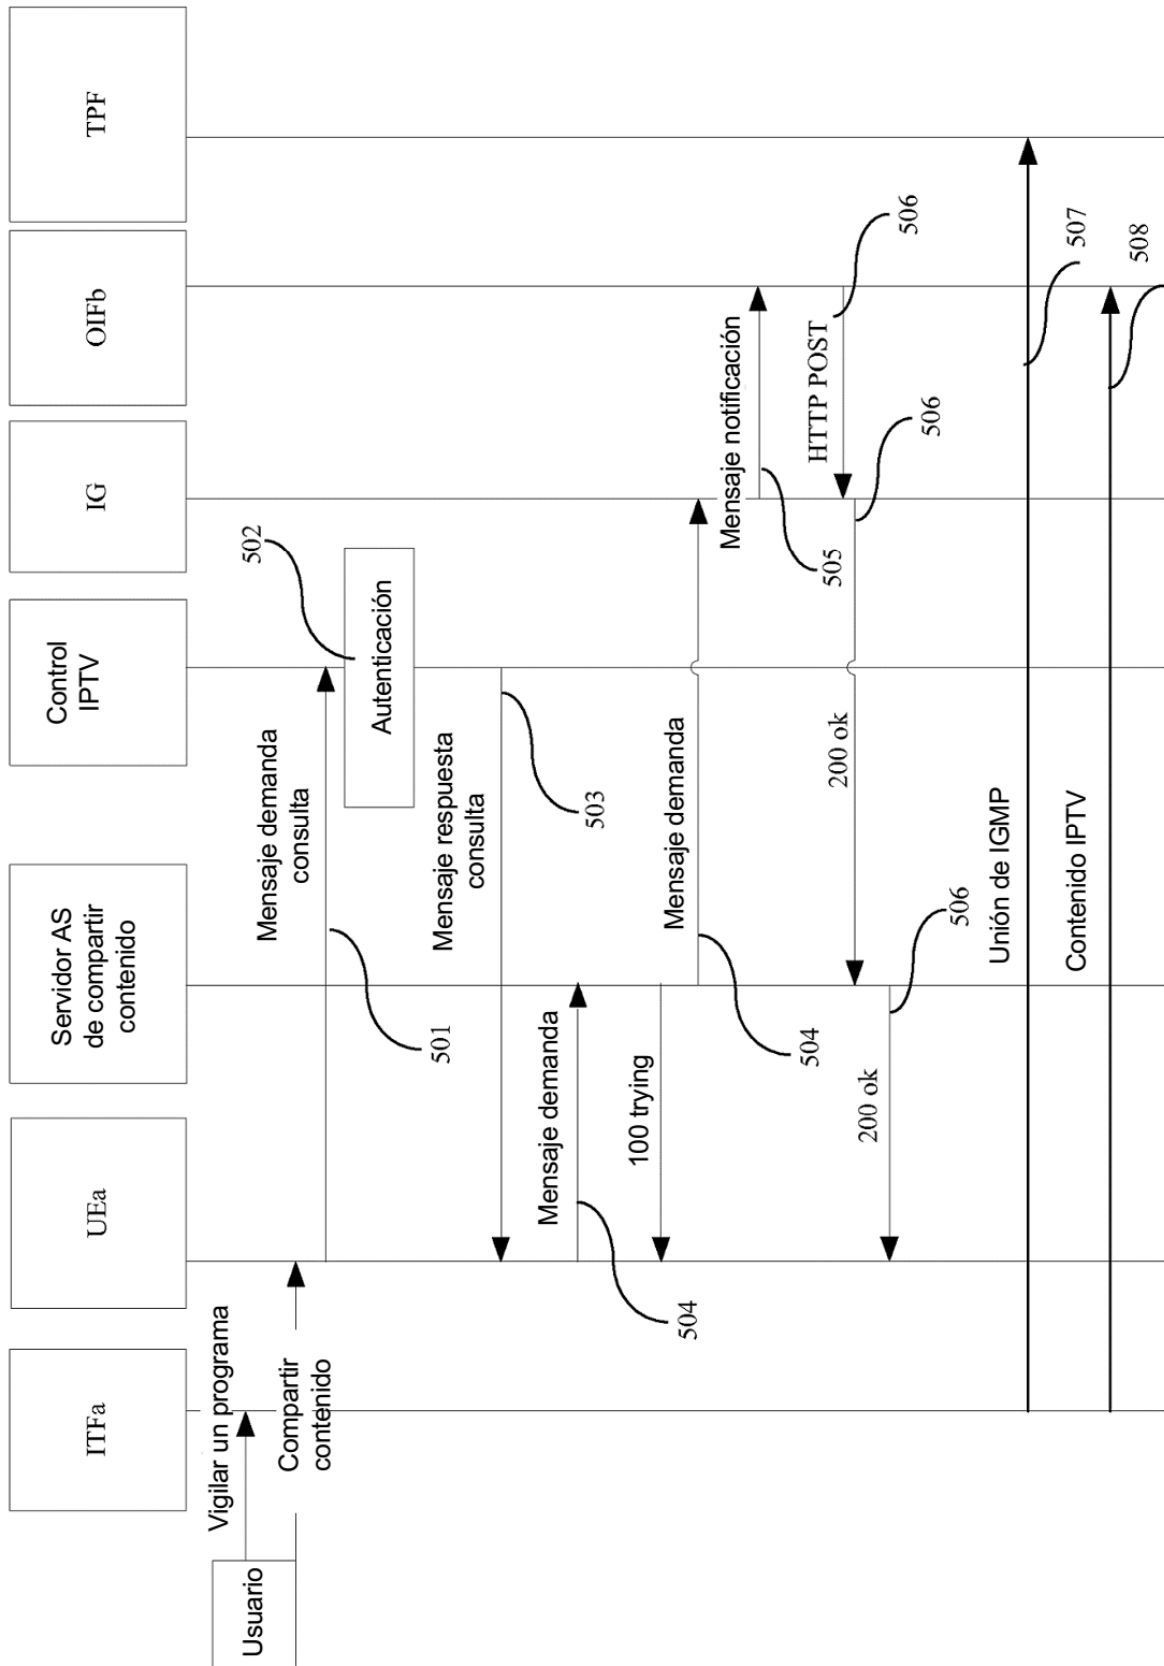 ITFa
UEa
Servidor AS
de compartir
contenido
Control
IPTV
IG
OIFb
TPF
Usuario
Vigilar un programa
Compartir
contenido
Mensaje demanda
consulta
501
502
Autenticación
Mensaje respuesta
consulta
503
Mensaje demanda
504
100 trying
Mensaje demanda
504
Mensaje notificación
505
HTTP POST
506
200 ok
506
200 ok
506
Unión de IGMP
507
Contenido IPTV
508